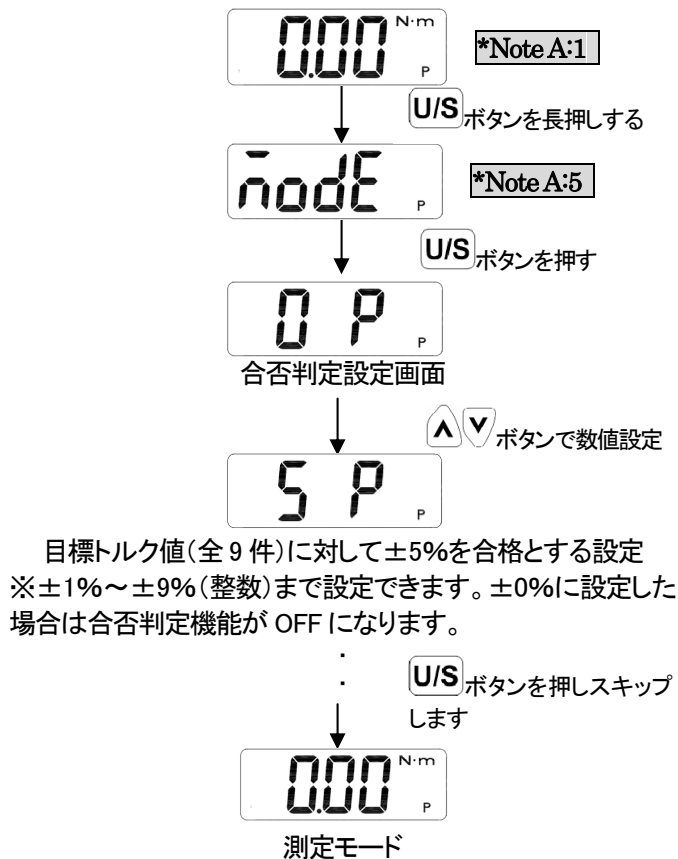 0.00 N·m P
*Note A:1
U/S ボタンを長押しする
n̄odE P
*Note A:5
U/S ボタンを押す
0 P P
合否判定設定画面
∧ ∨ ボタンで数値設定
5 P P
目標トルク値（全9件）に対して±5%を合格とする設定
※±1%～±9%（整数）まで設定できます。±0%に設定した
場合は合否判定機能が OFF になります。
U/S ボタンを押しスキップ
します
0.00 N·m P
測定モード